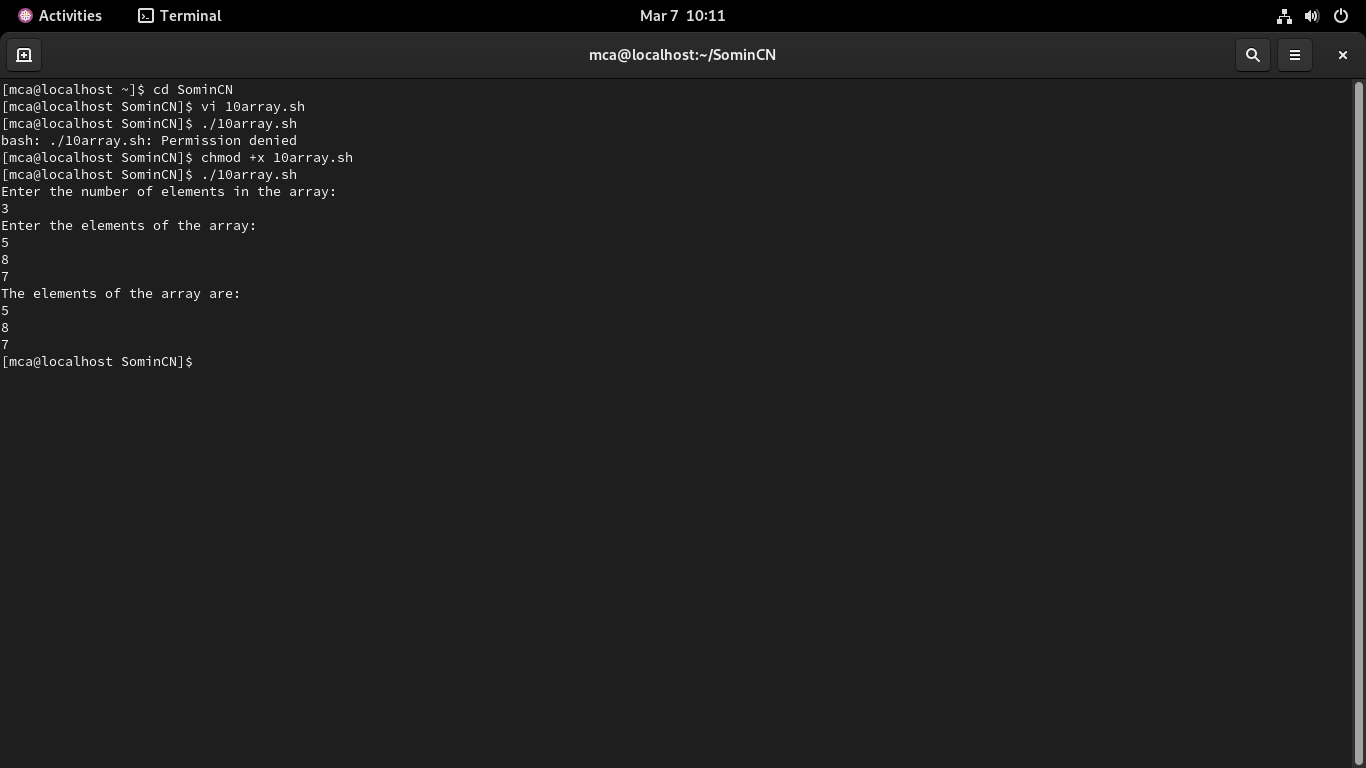 Activities Terminal Mar 7 10:11
mca@localhost:~/SominCN
[mca@localhost ~]$ cd SominCN
[mca@localhost SominCN]$ vi 10array.sh
[mca@localhost SominCN]$ ./10array.sh
bash: ./10array.sh: Permission denied
[mca@localhost SominCN]$ chmod +x 10array.sh
[mca@localhost SominCN]$ ./10array.sh
Enter the number of elements in the array:
3
Enter the elements of the array:
5
8
7
The elements of the array are:
5
8
7
[mca@localhost SominCN]$